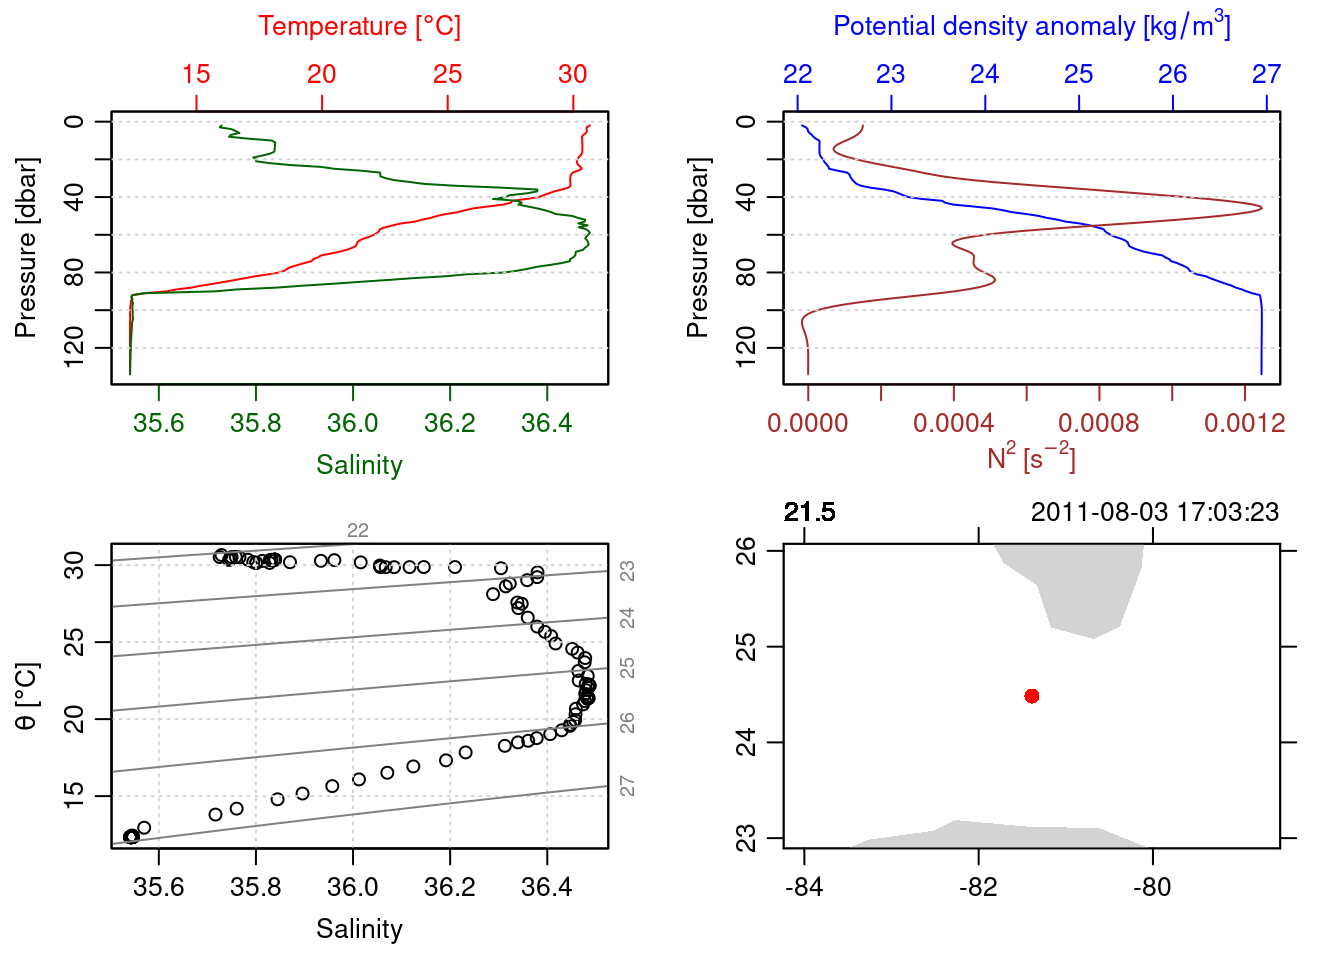 Temperature [°C]
15 20 25 30
0 40 80 120
Pressure [dbar]
35.6 35.8 36.0 36.2 36.4
Salinity
Potential density anomaly [kg/m³]
22 23 24 25 26 27
0 40 80 120
Pressure [dbar]
0.0000 0.0004 0.0008 0.0012
N² [s⁻²]
22
23
24
25
26
27
30
25
20
15
θ [°C]
35.6 35.8 36.0 36.2 36.4
Salinity
21.5 2011-08-03 17:03:23
26
25
24
23
-84 -82 -80